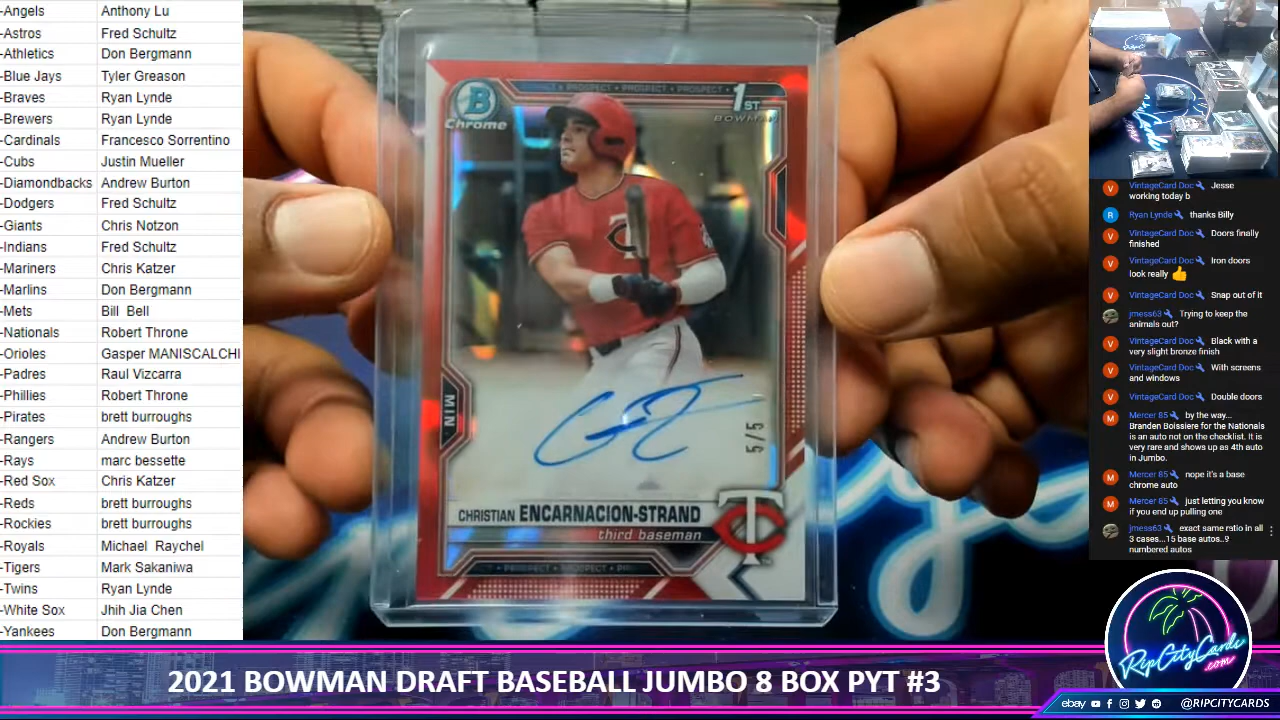 -Angels Anthony Lu
-Astros Fred Schultz
-Athletics Don Bergmann
-Blue Jays Tyler Greason
-Braves Ryan Lynde
-Brewers Ryan Lynde
-Cardinals Francesco Sorrentino
-Cubs Justin Mueller
-Diamondbacks Andrew Burton
-Dodgers Fred Schultz
-Giants Chris Notzon
-Indians Fred Schultz
-Mariners Chris Katzer
-Marlins Don Bergmann
-Mets Bill Bell
-Nationals Robert Throne
-Orioles Gasper MANISCALCHI
-Padres Raul Vizcarra
-Phillies Robert Throne
-Pirates brett burroughs
-Rangers Andrew Burton
-Rays marc bessette
-Red Sox Chris Katzer
-Reds brett burroughs
-Rockies brett burroughs
-Royals Michael Raychel
-Tigers Mark Sakaniwa
-Twins Ryan Lynde
-White Sox Jhih Jia Chen
-Yankees Don Bergmann
B
Chrome
PROSPECT • PROSPECT • PROSPECT
1ST
BOWMAN
C
MIN
5/5
CHRISTIAN ENCARNACION-STRAND
third baseman
TC
• PROSPECT • PROSPECT •
V VintageCard Doc Jesse
working today b
R Ryan Lynde thanks Billy
V VintageCard Doc Doors finally
finished
V VintageCard Doc Iron doors
look really 👍
V VintageCard Doc Snap out of it
jmess63 Trying to keep the
animals out?
V VintageCard Doc Black with a
very slight bronze finish
V VintageCard Doc With screens
and windows
V VintageCard Doc Double doors
M Mercer 85 by the way...
Branden Boissiere for the Nationals
is an auto not on the checklist. It is
very rare and shows up as 4th auto
in Jumbo.
M Mercer 85 nope it's a base
chrome auto
M Mercer 85 just letting you know
if you end up pulling one
jmess63 exact same ratio in all
3 cases...15 base autos..9
numbered autos
RipCityCards
.com
2021 BOWMAN DRAFT BASEBALL JUMBO 8 BOX PYT #3
ebay @RIPCITYCARDS